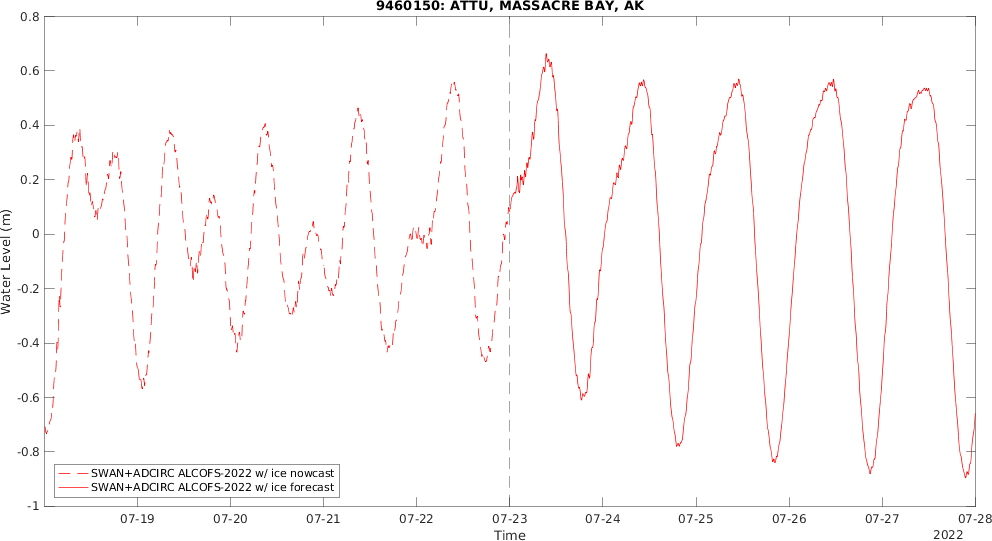 9460150: ATTU, MASSACRE BAY, AK
0.8
0.6
0.4
0.2
0
-0.2
-0.4
-0.6
-0.8
-1
Water Level (m)
SWAN+ADCIRC ALCOFS-2022 w/ ice nowcast
SWAN+ADCIRC ALCOFS-2022 w/ ice forecast
07-19 07-20 07-21 07-22 07-23 07-24 07-25 07-26 07-27 07-28
Time
2022